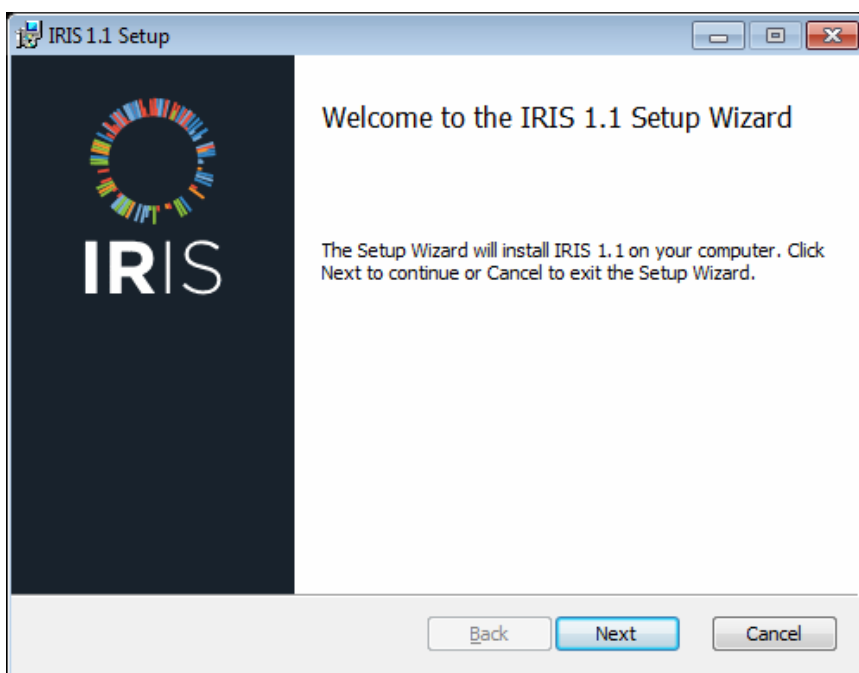 IRIS 1.1 Setup
IRIS
Welcome to the IRIS 1.1 Setup Wizard
The Setup Wizard will install IRIS 1.1 on your computer. Click
Next to continue or Cancel to exit the Setup Wizard.
Back
Next
Cancel